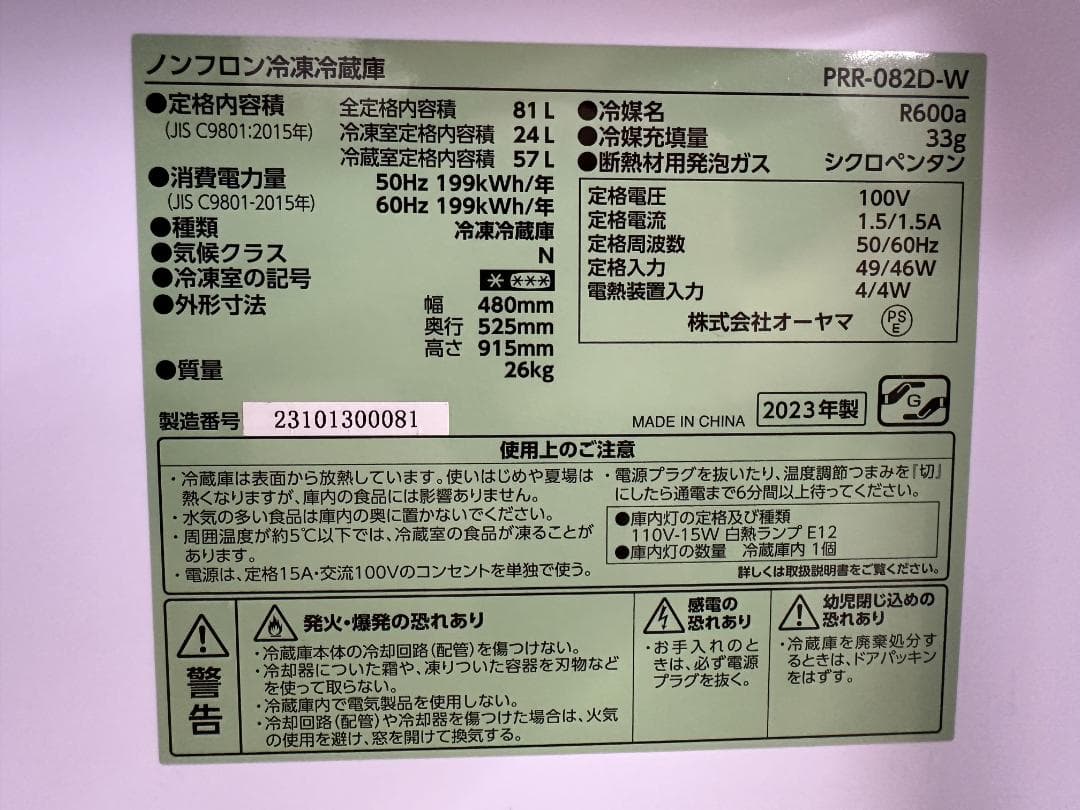 ノンフロン冷凍冷蔵庫
PRR-082D-W
●定格内容積
(JIS C9801:2015年)
全定格内容積 81 L
冷凍室定格内容積 24 L
冷蔵室定格内容積 57 L
●消費電力量
(JIS C9801-2015年)
50Hz 199kWh/年
60Hz 199kWh/年
●種類 冷凍冷蔵庫
●気候クラス N
●冷凍室の記号 * ***
●外形寸法 幅 480mm
奥行 525mm
高さ 915mm
●質量 26kg
●冷媒名 R600a
●冷媒充填量 33g
●断熱材用発泡ガス シクロペンタン
定格電圧 100V
定格電流 1.5/1.5A
定格周波数 50/60Hz
定格入力 49/46W
電熱装置入力 4/4W
株式会社オーヤマ PSE
製造番号 23101300081
MADE IN CHINA 2023年製 G
使用上のご注意
・冷蔵庫は表面から放熱しています。使いはじめや夏場は
熱くなりますが、庫内の食品には影響ありません。
・水気の多い食品は庫内の奥に置かないでください。
・周囲温度が約5℃以下では、冷蔵室の食品が凍ることが
あります。
・電源は、定格15A・交流100Vのコンセントを単独で使う。
・電源プラグを抜いたり、温度調節つまみを『切』
にしたら通電まで6分間以上待ってください。
●庫内灯の定格及び種類
110V-15W 白熱ランプ E12
●庫内灯の数量 冷蔵庫内 1個
詳しくは取扱説明書をご覧ください。
警告
発火・爆発の恐れあり
・冷蔵庫本体の冷却回路(配管)を傷つけない。
・冷却器についた霜や、凍りついた容器を刃物など
を使って取らない。
・冷蔵庫内で電気製品を使用しない。
・冷却回路(配管)や冷却器を傷つけた場合は、火気
の使用を避け、窓を開けて換気する。
感電の
恐れあり
・お手入れのと
きは、必ず電源
プラグを抜く。
幼児閉じ込めの
恐れあり
・冷蔵庫を廃棄処分す
るときは、ドアパッキン
をはずす。